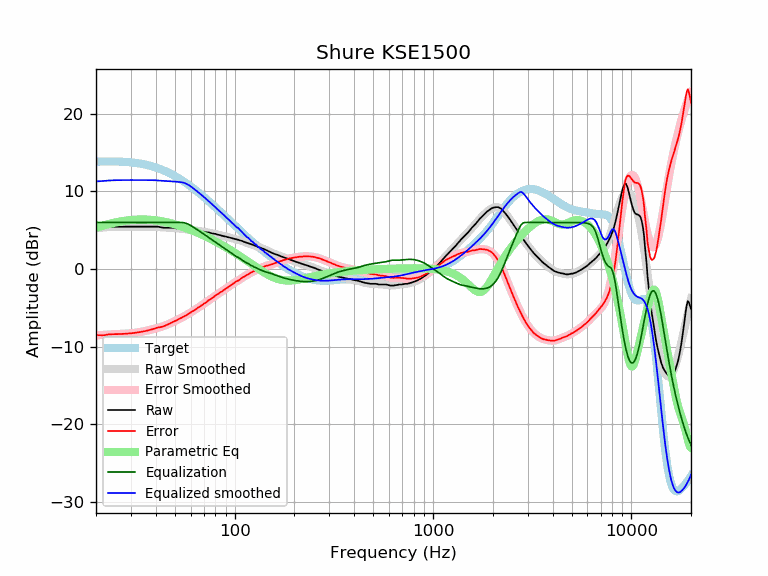 Shure KSE1500
Amplitude (dBr)
20
10
0
−10
−20
−30
Target
Raw Smoothed
Error Smoothed
Raw
Error
Parametric Eq
Equalization
Equalized smoothed
100 1000 10000
Frequency (Hz)